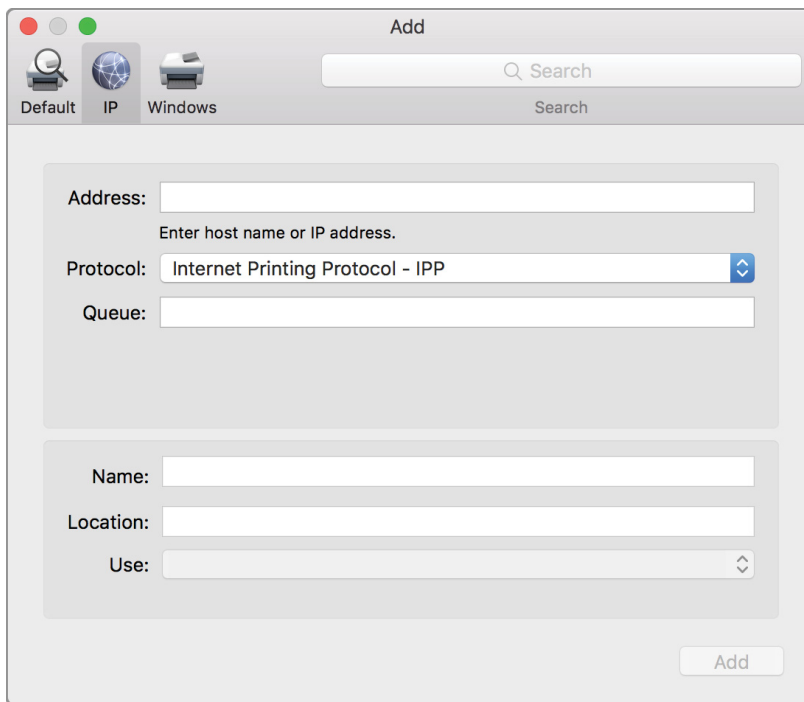 Add
Search
Default IP Windows Search
Address:
Enter host name or IP address.
Protocol: Internet Printing Protocol - IPP
Queue:
Name:
Location:
Use:
Add